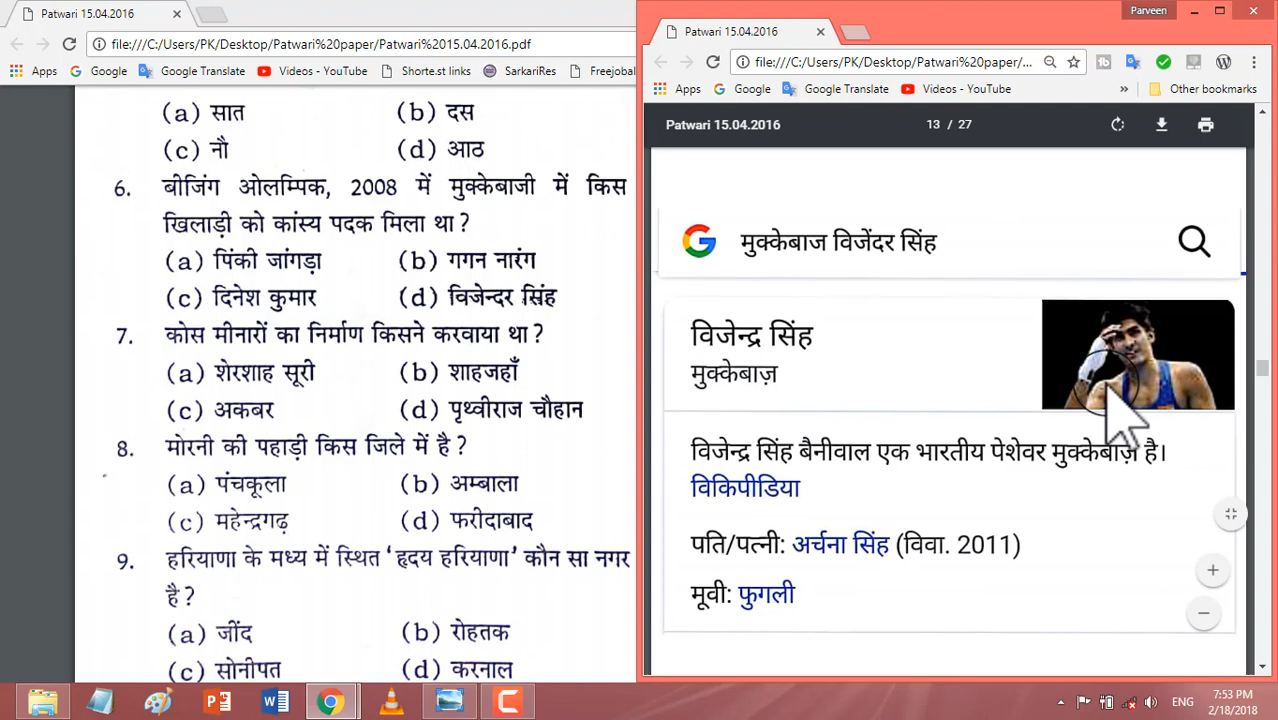 Patwari 15.04.2016
file:///C:/Users/PK/Desktop/Patwari%20paper/Patwari%2015.04.2016.pdf
Apps Google Google Translate Videos - YouTube Shorte.st link SarkariRes Freejobal
(a) सात (b) दस
(c) नौ (d) आठ
6. बीजिंग ओलम्पिक, 2008 में मुक्केबाजी में किस
खिलाड़ी को कांस्य पदक मिला था?
(a) पिंकी जांगड़ा (b) गगन नारंग
(c) दिनेश कुमार (d) विजेन्दर सिंह
7. कोस मीनारों का निर्माण किसने करवाया था?
(a) शेरशाह सूरी (b) शाहजहाँ
(c) अकबर (d) पृथ्वीराज चौहान
8. मोरनी की पहाड़ी किस जिले में है?
(a) पंचकूला (b) अम्बाला
(c) महेन्द्रगढ़ (d) फरीदाबाद
9. हरियाणा के मध्य में स्थित ‘हृदय हरियाणा’ कौन सा नगर
है?
(a) जींद (b) रोहतक
(c) सोनीपत (d) करनाल
Parveen
Patwari 15.04.2016
file:///C:/Users/PK/Desktop/Patwari%20paper/...
Apps Google Google Translate Videos - YouTube » Other bookmarks
Patwari 15.04.2016 13 / 27
मुक्केबाज विजेंदर सिंह
विजेन्द्र सिंह
मुक्केबाज़
विजेन्द्र सिंह बैनीवाल एक भारतीय पेशेवर मुक्केबाज़ है।
विकिपीडिया
पति/पत्नी: अर्चना सिंह (विवा. 2011)
मूवी: फुगली
ENG
7:53 PM
2/18/2018